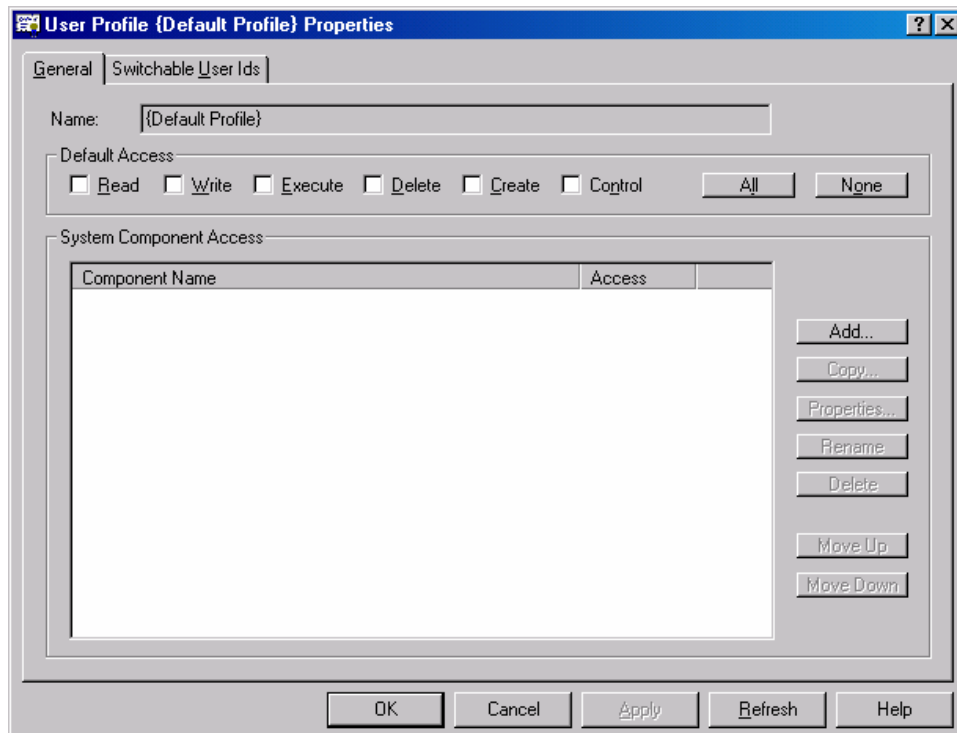 User Profile {Default Profile} Properties
General Switchable User Ids
Name: {Default Profile}
Default Access
Read Write Execute Delete Create Control All None
System Component Access
Component Name Access
Add...
Copy...
Properties...
Rename
Delete
Move Up
Move Down
OK Cancel Apply Refresh Help